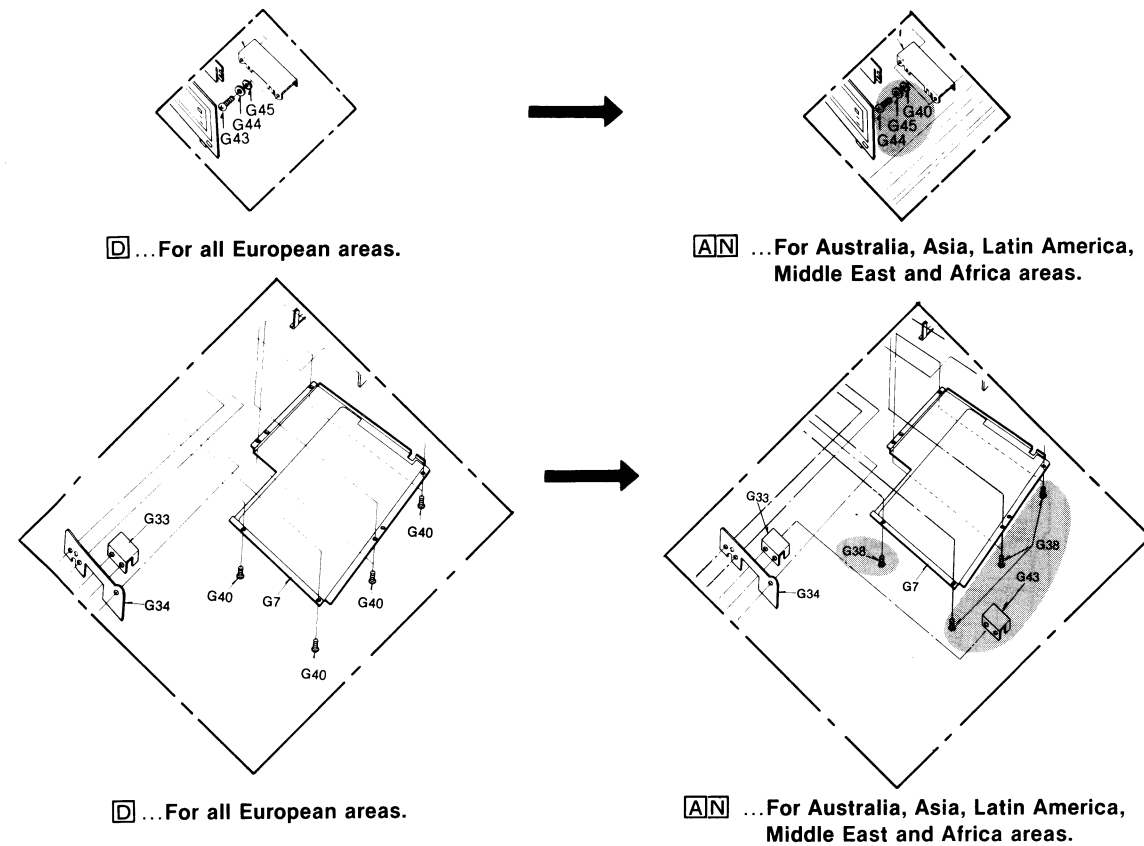 G45
G44
G43
G40
G45
G44
D ...For all European areas.
A N ...For Australia, Asia, Latin America,
Middle East and Africa areas.
G33
G34
G40
G7
G40
G40
G40
G33
G34
G38
G7
G38
G43
D ...For all European areas.
A N ...For Australia, Asia, Latin America,
Middle East and Africa areas.